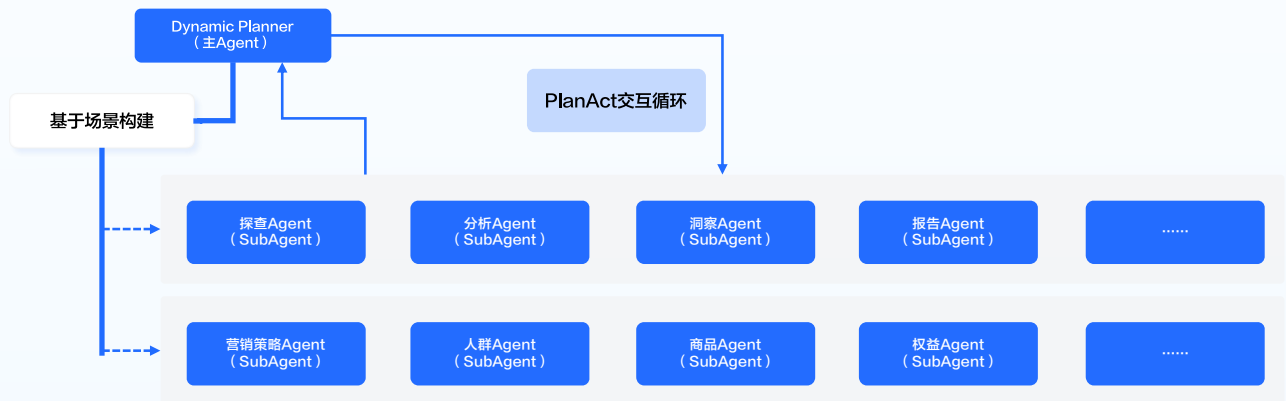 Dynamic Planner
（主Agent）
PlanAct交互循环
基于场景构建
探查Agent
（SubAgent）
分析Agent
（SubAgent）
洞察Agent
（SubAgent）
报告Agent
（SubAgent）
……
营销策略Agent
（SubAgent）
人群Agent
（SubAgent）
商品Agent
（SubAgent）
权益Agent
（SubAgent）
……